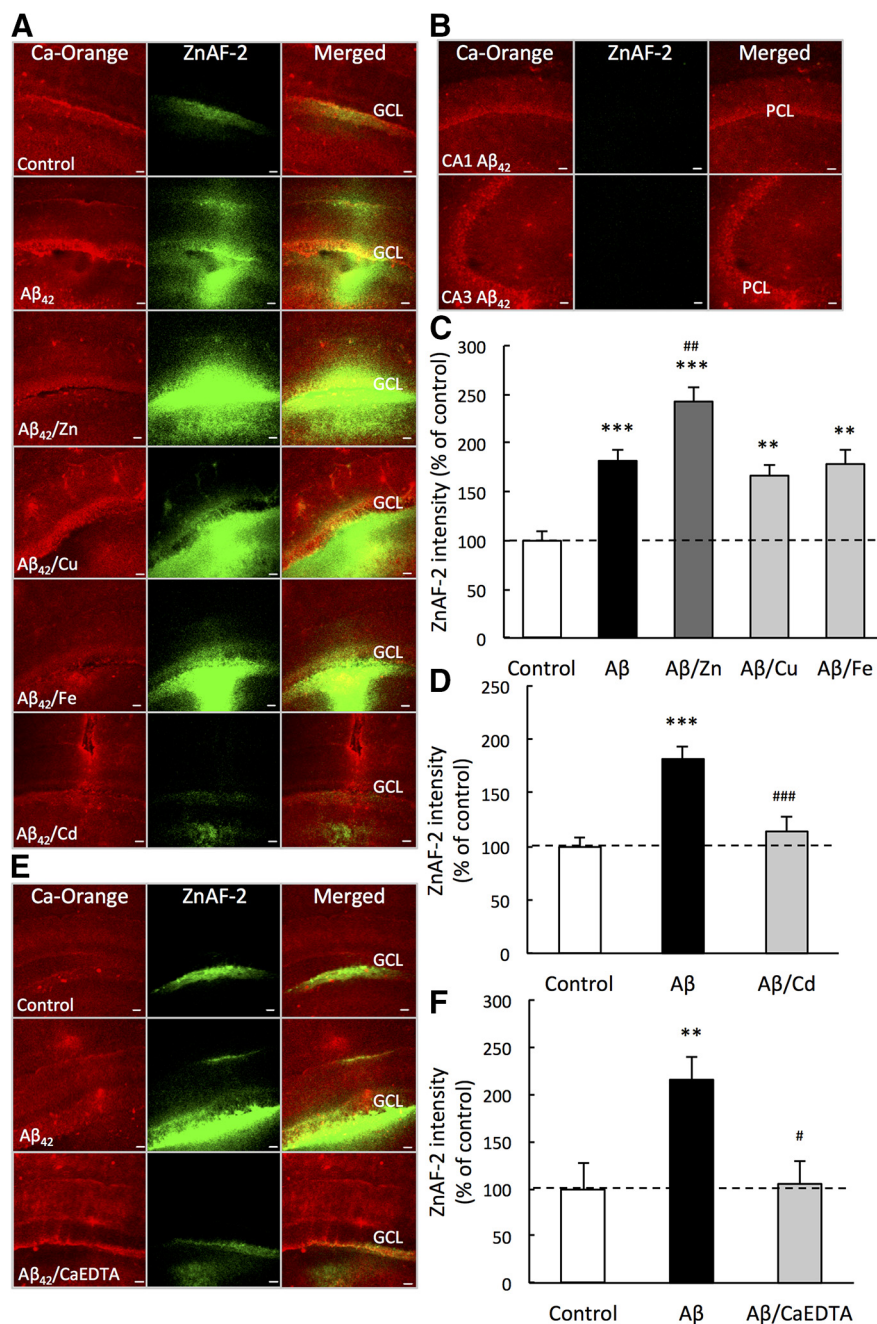 A
Ca-Orange ZnAF-2 Merged
GCL
Control
GCL
Aβ42
GCL
Aβ42/Zn
GCL
Aβ42/Cu
GCL
Aβ42/Fe
GCL
Aβ42/Cd
B
Ca-Orange ZnAF-2 Merged
PCL
CA1 Aβ42
CA3 Aβ42 PCL
C
ZnAF-2 intensity (% of control)
300
250
200
150
100
50
0
***
##
***
**
**
Control Aβ Aβ/Zn Aβ/Cu Aβ/Fe
D
ZnAF-2 intensity
(% of control)
250
200
150
100
50
0
***
###
Control Aβ Aβ/Cd
E
Ca-Orange ZnAF-2 Merged
GCL
Control
GCL
Aβ42
GCL
Aβ42/CaEDTA
F
ZnAF-2 intensity
(% of control)
300
250
200
150
100
50
0
**
#
Control Aβ Aβ/CaEDTA